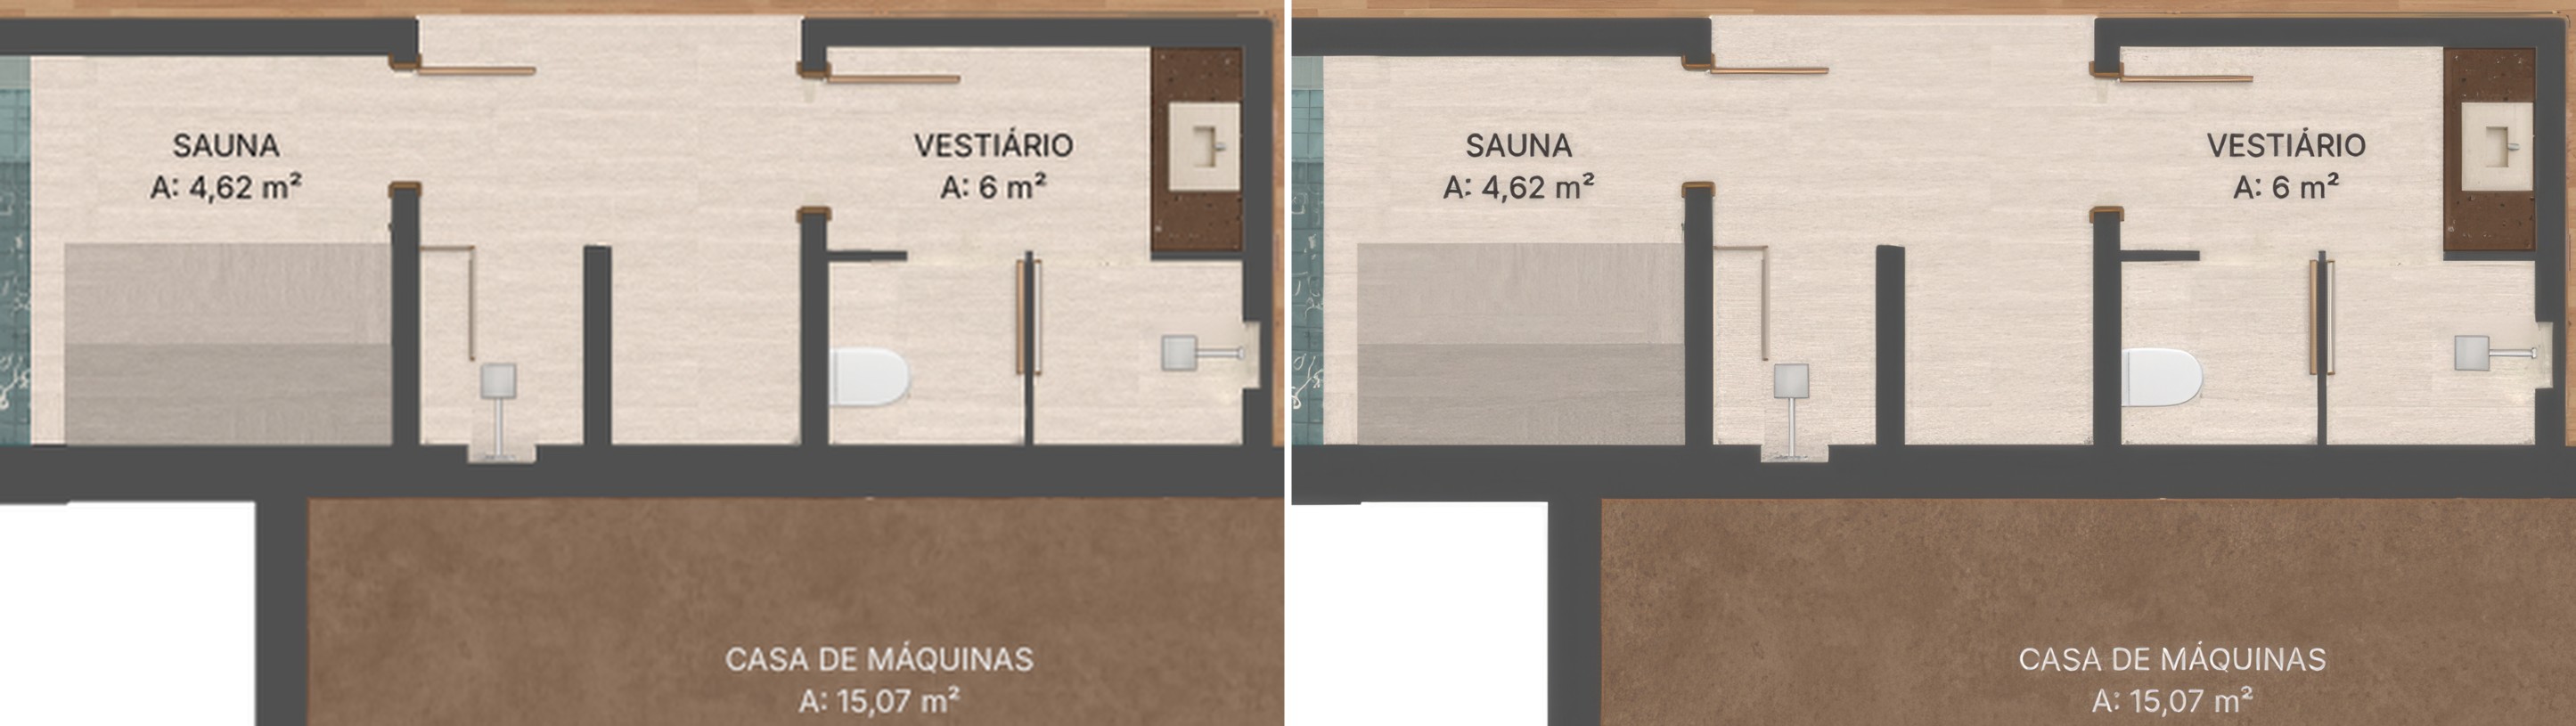 SAUNA
A: 4,62 m²
VESTIÁRIO
A: 6 m²
CASA DE MÁQUINAS
A: 15,07 m²
SAUNA
A: 4,62 m²
VESTIÁRIO
A: 6 m²
CASA DE MÁQUINAS
A: 15,07 m²